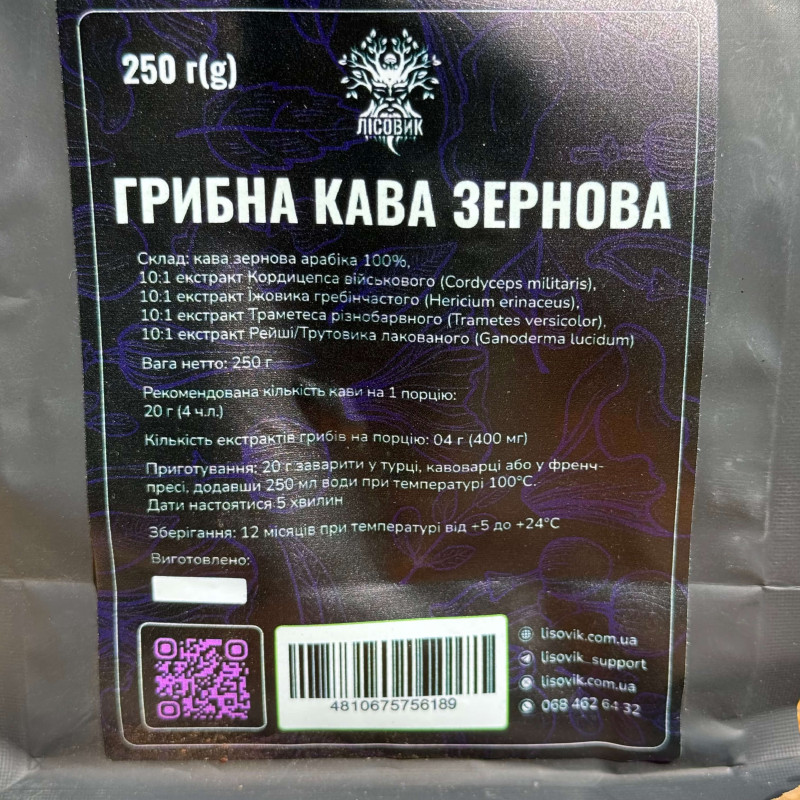 250 г(g)
ЛІСОВИК
ГРИБНА КАВА ЗЕРНОВА
Склад: кава зернова арабіка 100%,
10:1 екстракт Кордицепса військового (Cordyceps militaris),
10:1 екстракт Їжовика гребінчастого (Hericium erinaceus),
10:1 екстракт Траметеса різнобарвного (Trametes versicolor),
10:1 екстракт Рейші/Трутовика лакованого (Ganoderma lucidum)
Вага нетто: 250 г
Рекомендована кількість кави на 1 порцію:
20 г (4 ч.л.)
Кількість екстрактів грибів на порцію: 04 г (400 мг)
Приготування: 20 г заварити у турці, кавоварці або у френч-
пресі, додавши 250 мл води при температурі 100°С.
Дати настоятися 5 хвилин
Зберігання: 12 місяців при температурі від +5 до +24°С
Виготовлено:
4810675756189
lisovik.com.ua
lisovik_support
lisovik.com.ua
068 462 64 32